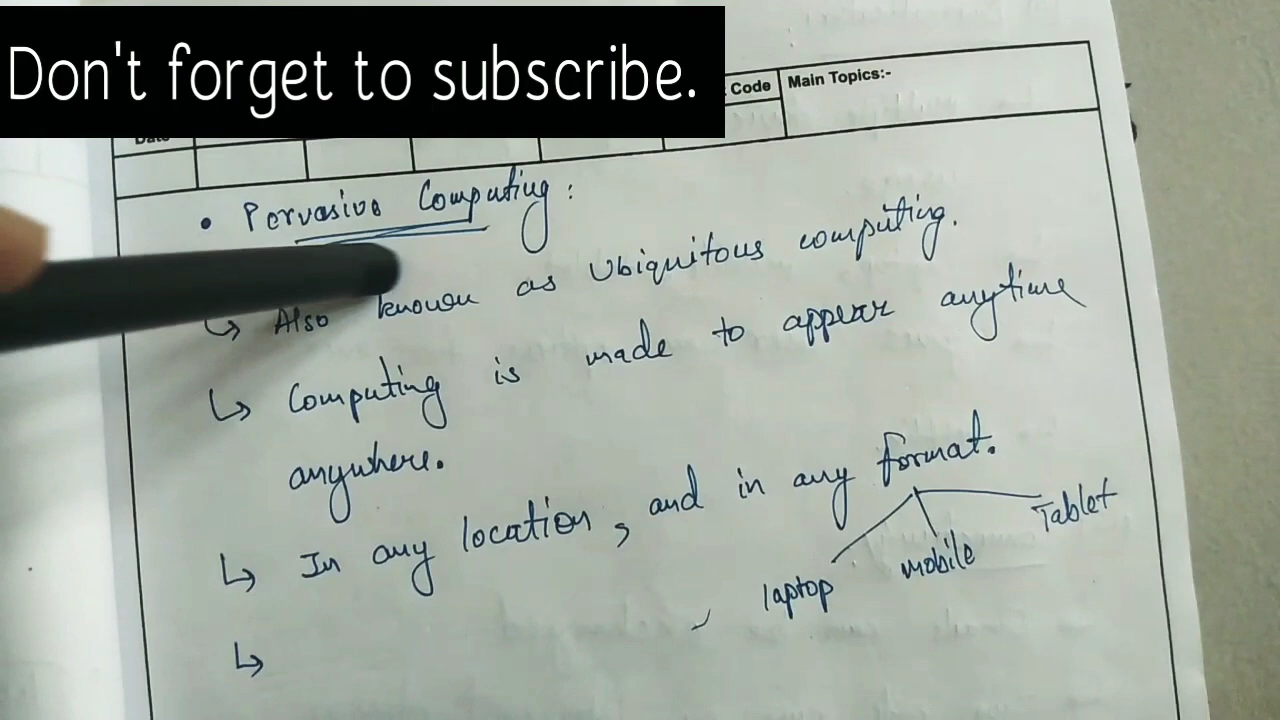 Don't forget to subscribe.
Code
Main Topics:-
Date
• Pervasive Computing:
↳ Also known as Ubiquitous computing.
↳ Computing is made to appear anytime
anywhere.
↳ In any location, and in any format.
laptop mobile Tablet
↳